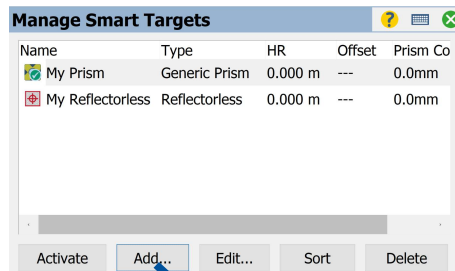 Manage Smart Targets ?
Name Type HR Offset Prism Co
My Prism Generic Prism 0.000 m --- 0.0mm
My Reflectorless Reflectorless 0.000 m --- 0.0mm
Activate Add... Edit... Sort Delete